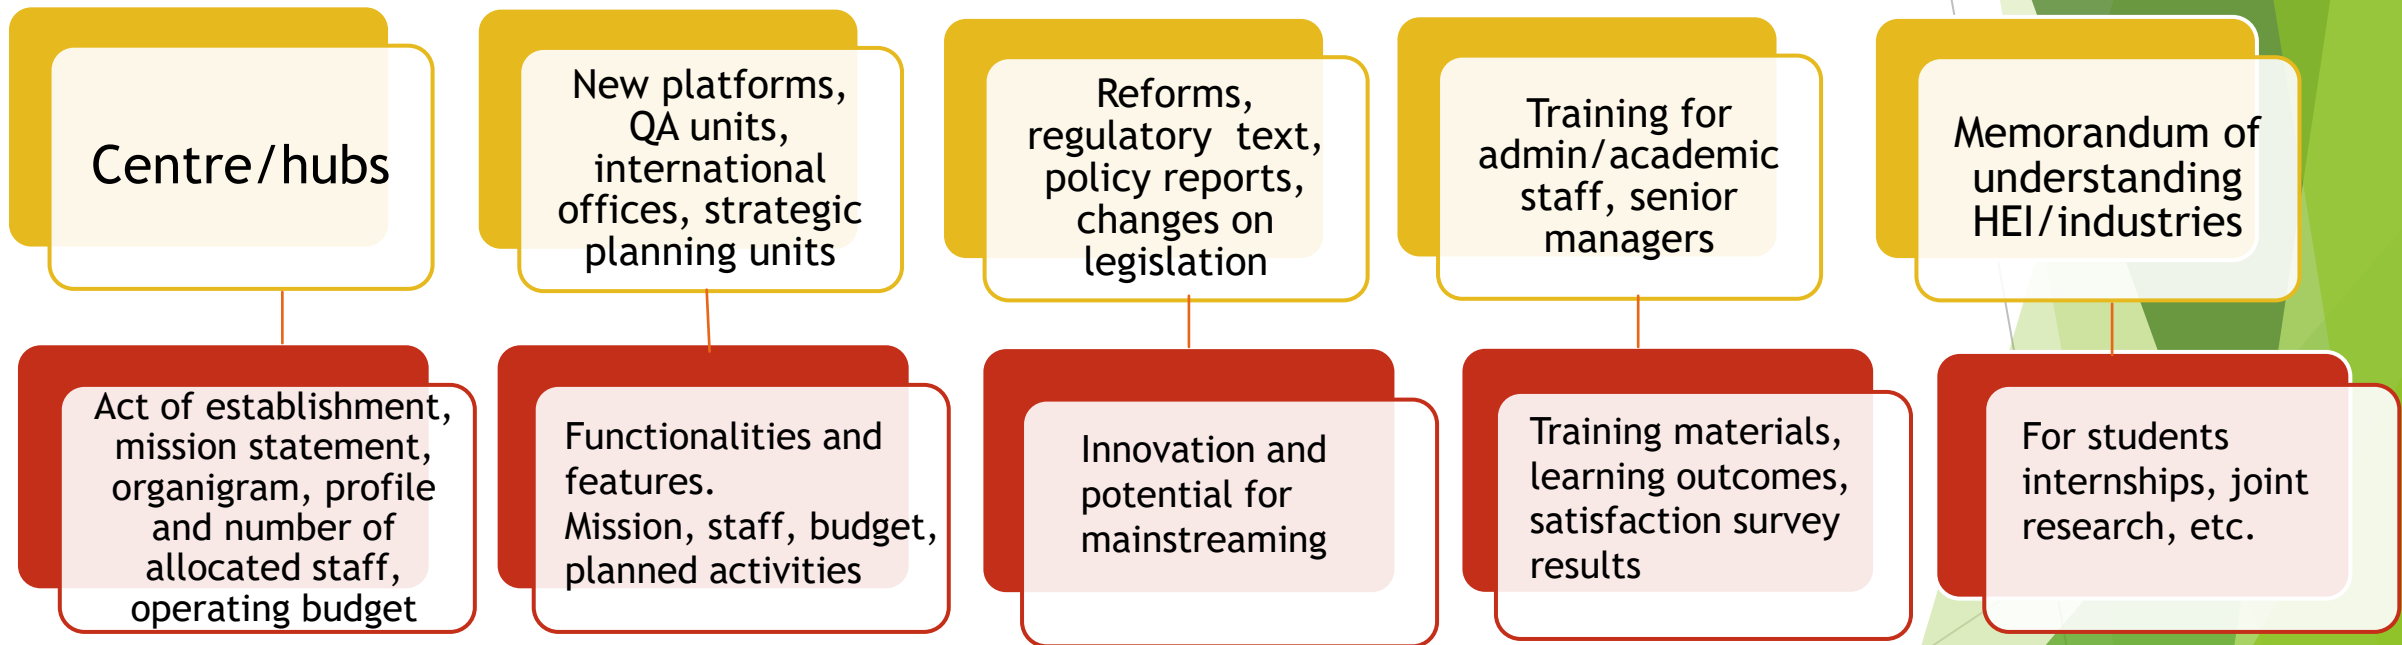 Centre/hubs
New platforms,
QA units,
international
offices, strategic
planning units
Reforms,
regulatory text,
policy reports,
changes on
legislation
Training for
admin/academic
staff, senior
managers
Memorandum of
understanding
HEI/industries
Act of establishment,
mission statement,
organigram, profile
and number of
allocated staff,
operating budget
Functionalities and
features.
Mission, staff, budget,
planned activities
Innovation and
potential for
mainstreaming
Training materials,
learning outcomes,
satisfaction survey
results
For students
internships, joint
research, etc.